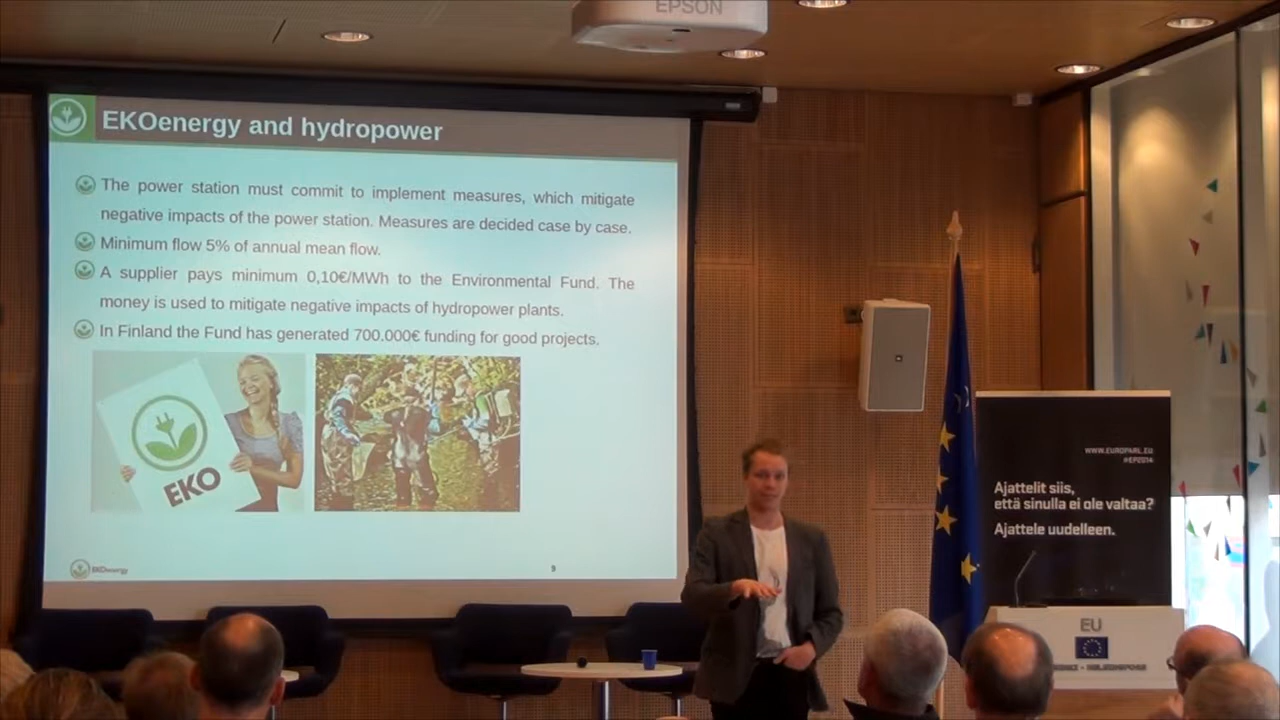 EPSON
EKOenergy and hydropower
The power station must commit to implement measures, which mitigate
negative impacts of the power station. Measures are decided case by case.
Minimum flow 5% of annual mean flow.
A supplier pays minimum 0,10€/MWh to the Environmental Fund. The
money is used to mitigate negative impacts of hydropower plants.
In Finland the Fund has generated 700.000€ funding for good projects.
EKO
EKOenergy
9
WWW.EUROPARL.EU
#EP2014
Ajattelit siis,
että sinulla ei ole valtaa?
Ajattele uudelleen.
EU